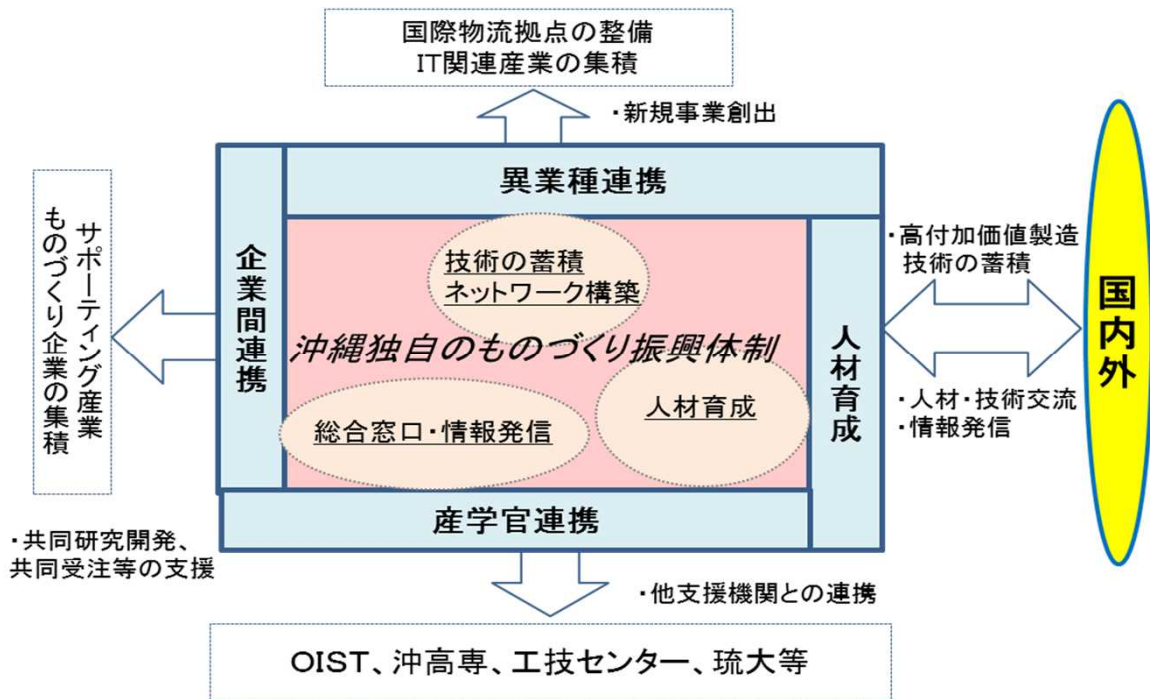 国際物流拠点の整備
IT関連産業の集積
・新規事業創出
異業種連携
サポーティング産業
ものづくり企業の集積
企業間連携
技術の蓄積
ネットワーク構築
沖縄独自のものづくり振興体制
総合窓口・情報発信
人材育成
人材育成
・高付加価値製造
技術の蓄積
国内外
・人材・技術交流
・情報発信
産学官連携
・共同研究開発、
共同受注等の支援
・他支援機関との連携
OIST、沖高専、工技センター、琉大等